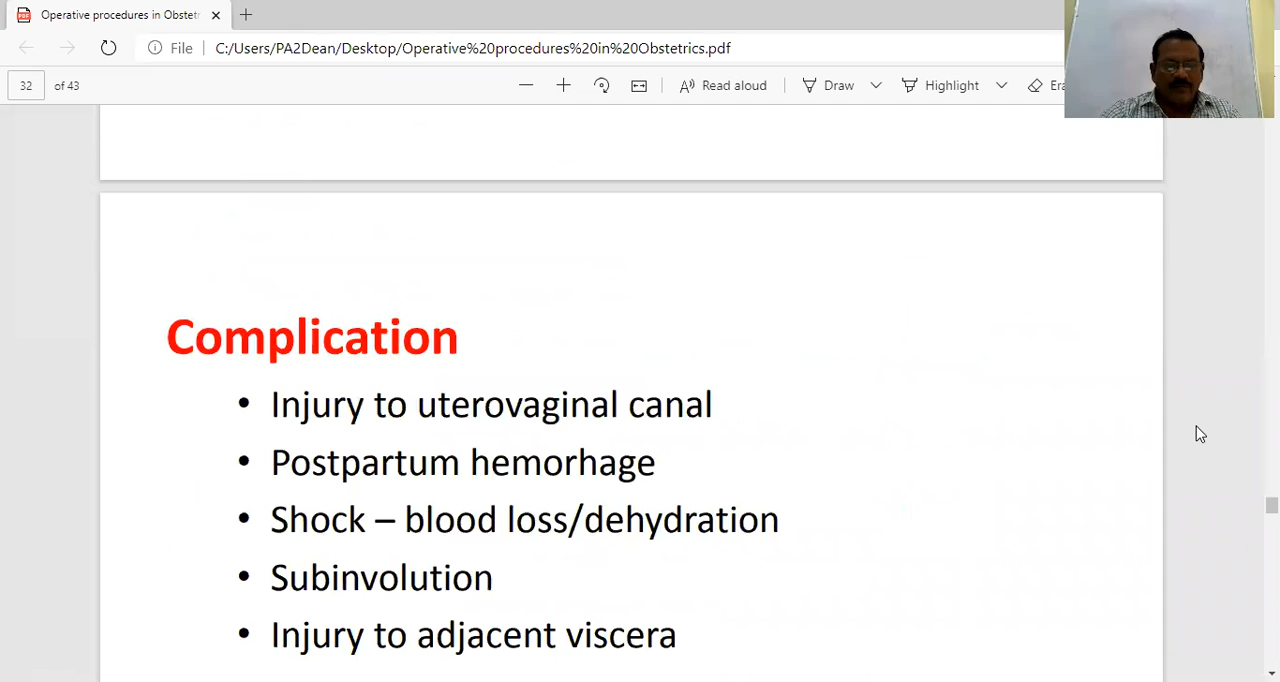 Operative procedures in Obstetr
File
C:/Users/PA2Dean/Desktop/Operative%20procedures%20in%20Obstetrics.pdf
32 of 43
Read aloud
Draw
Highlight
Era
Complication
• Injury to uterovaginal canal
• Postpartum hemorhage
• Shock – blood loss/dehydration
• Subinvolution
• Injury to adjacent viscera